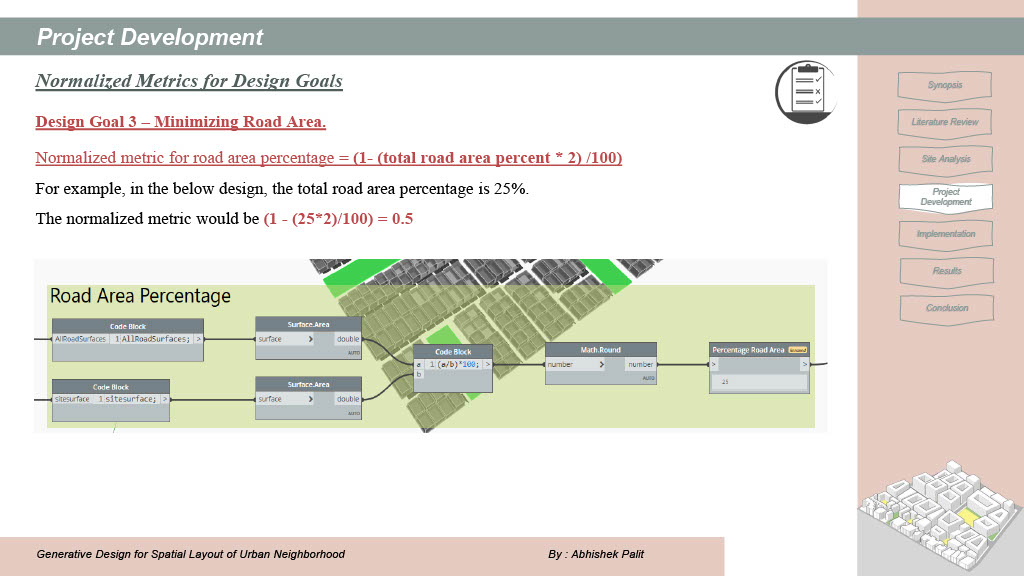 Project Development
Normalized Metrics for Design Goals
Design Goal 3 – Minimizing Road Area.
Normalized metric for road area percentage = (1- (total road area percent * 2) /100)
For example, in the below design, the total road area percentage is 25%.
The normalized metric would be (1 - (25*2)/100) = 0.5
Road Area Percentage
Code Block
AllRoadSurfaces 1 AllRoadSurfaces; >
Surface.Area
surface > double
AUTO
Code Block
sitesurface 1 sitesurface; >
Surface.Area
surface > double
AUTO
Code Block
a 1 (a/b)*100; >
b
Math.Round
number > number
AUTO
Percentage Road Area
> >
25
Synopsis
Literature Review
Site Analysis
Project
Development
Implementation
Results
Conclusion
Generative Design for Spatial Layout of Urban Neighborhood
By : Abhishek Palit